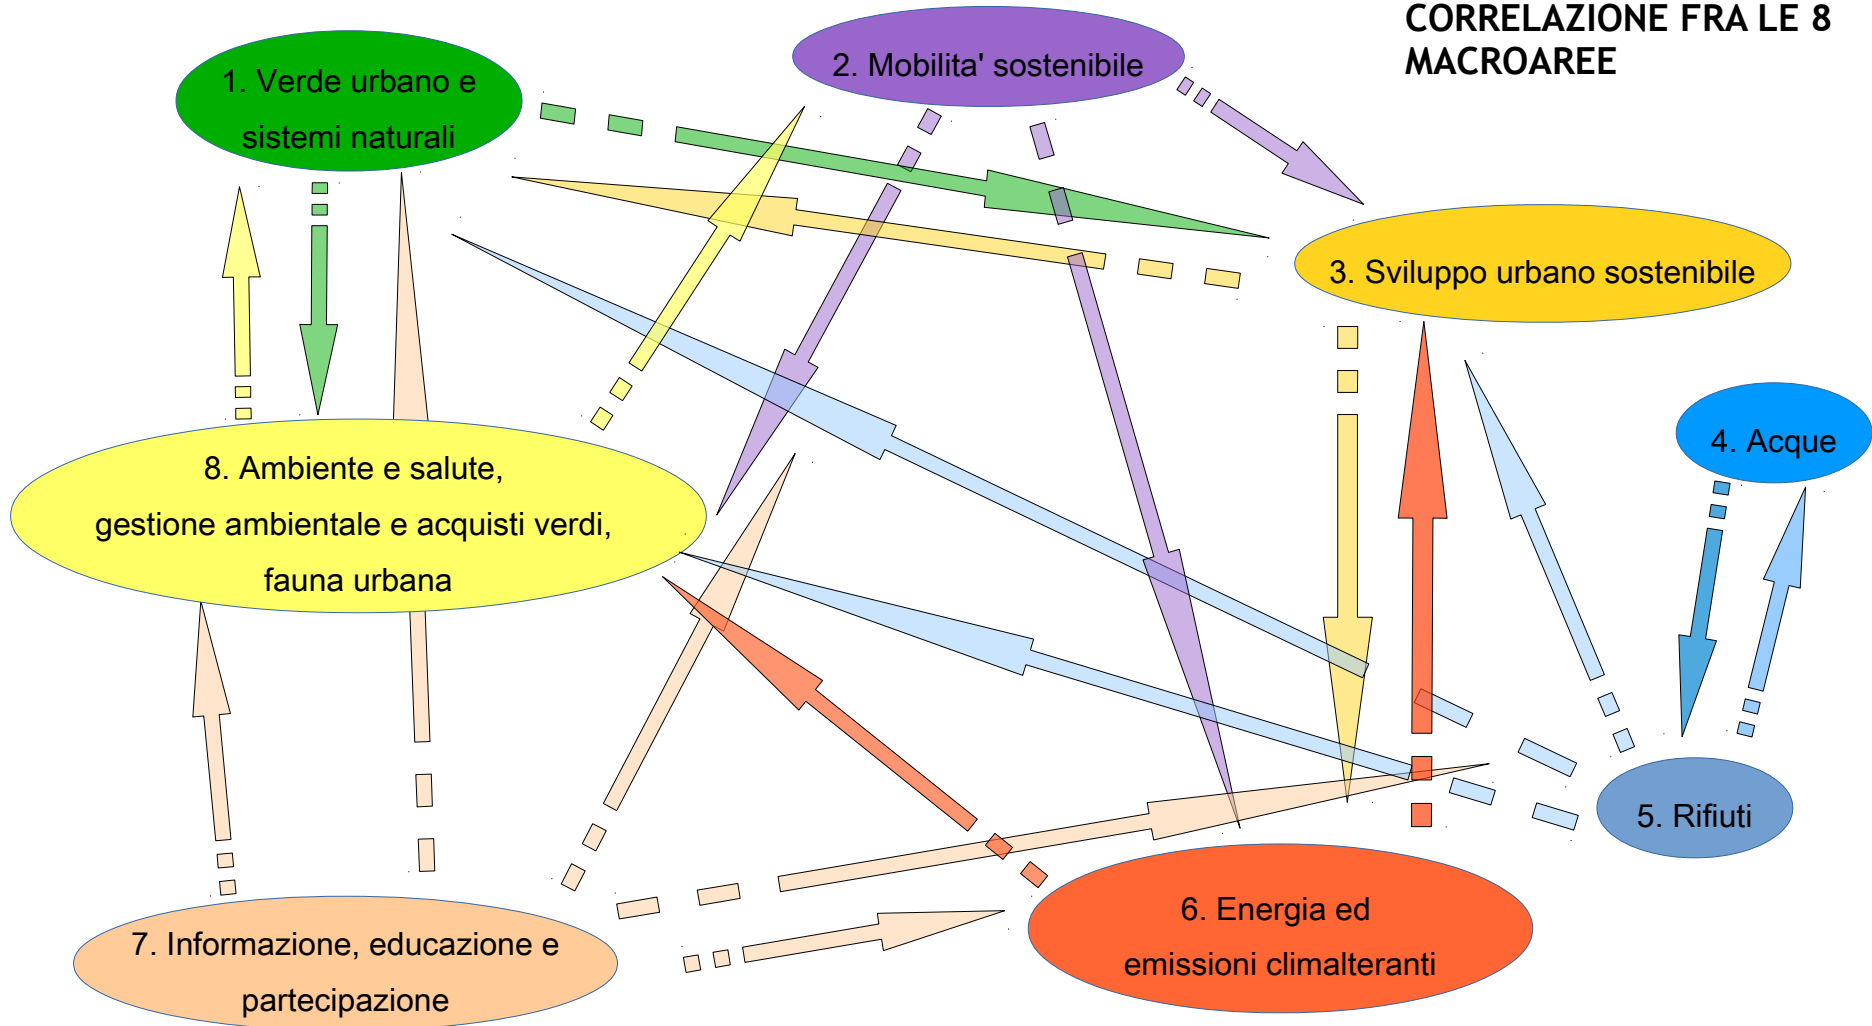 CORRELAZIONE FRA LE 8
MACROAREE
1. Verde urbano e
sistemi naturali
2. Mobilita' sostenibile
3. Sviluppo urbano sostenibile
4. Acque
8. Ambiente e salute,
gestione ambientale e acquisti verdi,
fauna urbana
5. Rifiuti
6. Energia ed
emissioni climalteranti
7. Informazione, educazione e
partecipazione